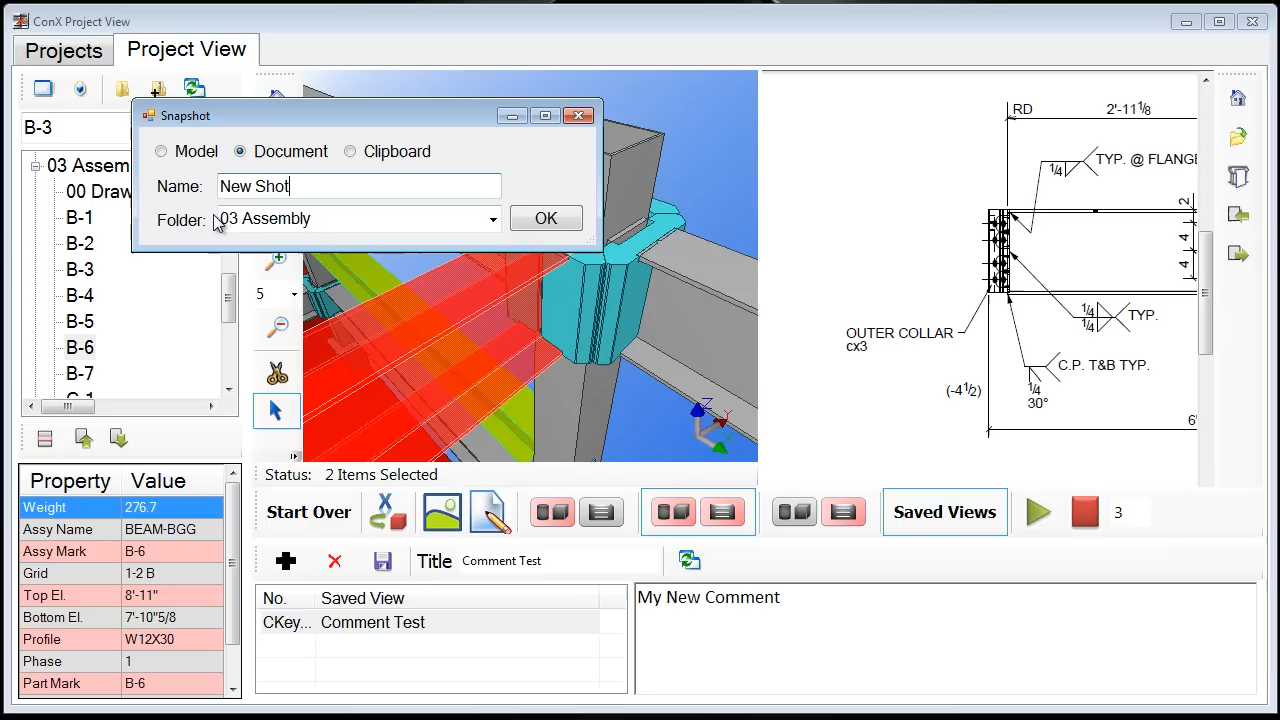 ConX Project View
Projects
Project View
B-3
03 Assem
00 Draw
B-1
B-2
B-3
B-4
B-5
B-6
B-7
Snapshot
Model
Document
Clipboard
Name: New Shot
Folder: 03 Assembly
OK
5
Z
Y
X
RD
2'-11 1/8
1/4
TYP. @ FLANGE
2
4
4
1/4
1/4
TYP.
OUTER COLLAR
cx3
C.P. T&B TYP.
1/4
30°
(-4 1/2)
6'
Property Value
Weight 276.7
Assy Name BEAM-BGG
Assy Mark B-6
Grid 1-2 B
Top El. 8'-11"
Bottom El. 7'-10"5/8
Profile W12X30
Phase 1
Part Mark B-6
Status: 2 Items Selected
Start Over
Saved Views
3
Title Comment Test
No. Saved View
CKey... Comment Test
My New Comment